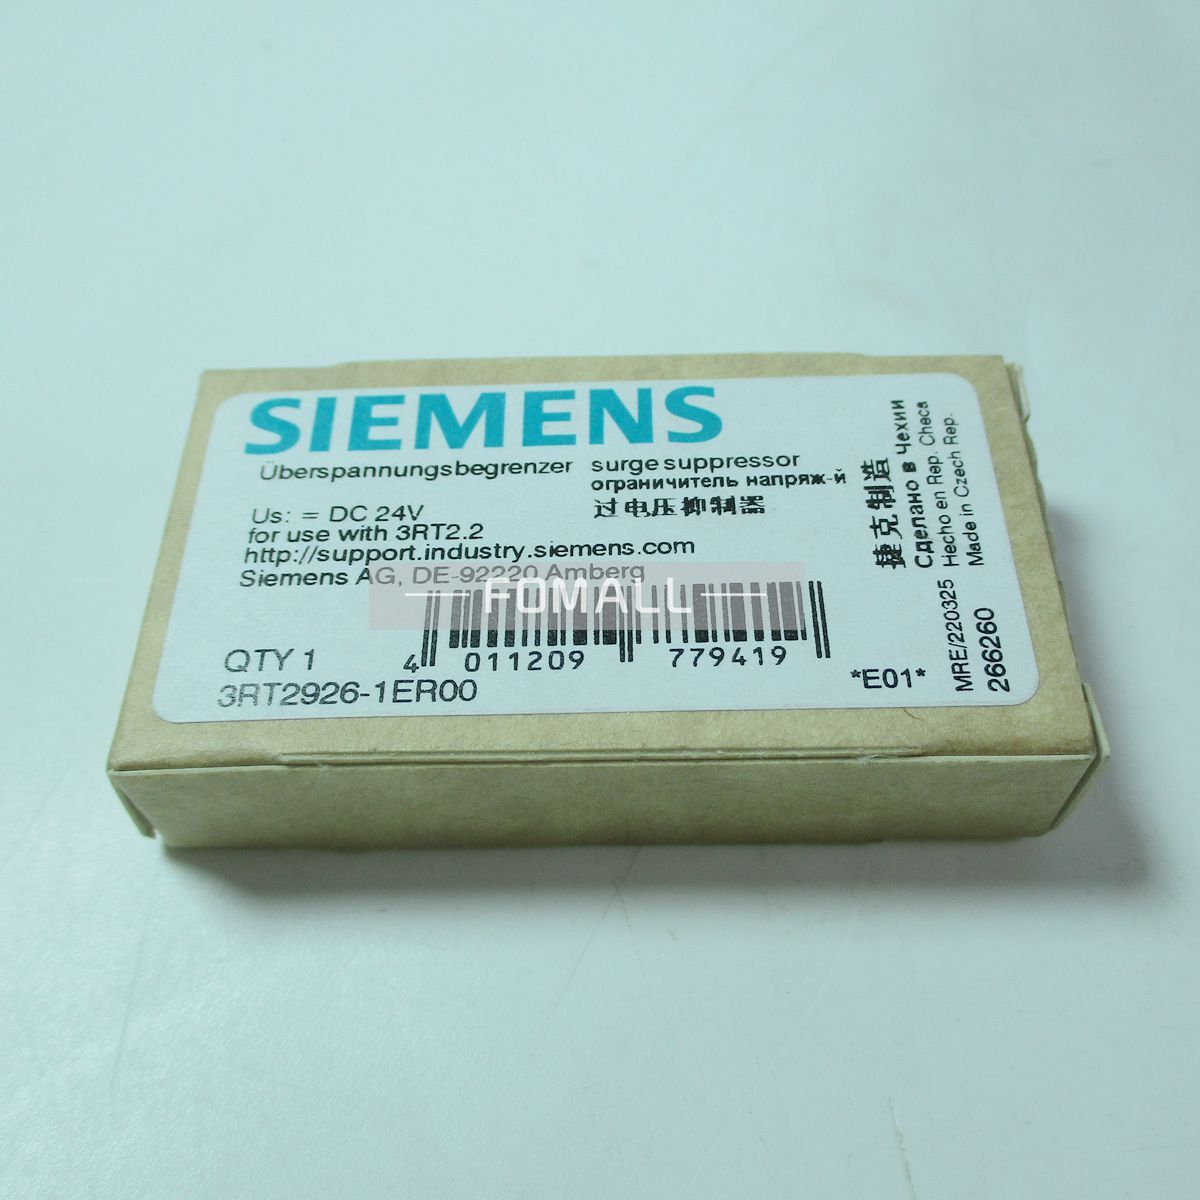 SIEMENS
Überspannungsbegrenzer surge suppressor
ограничитель напряж-й
过电压抑制器
Us: = DC 24V
for use with 3RT2.2
http://support.industry.siemens.com
Siemens AG, DE-92220 Amberg
FOMALL
4 011209 779419
QTY 1
3RT2926-1ER00
*E01*
捷克制造
Сделано в Чехии
Hecho en Rep. Checa
Made in Czech Rep.
MRE/220325
266260